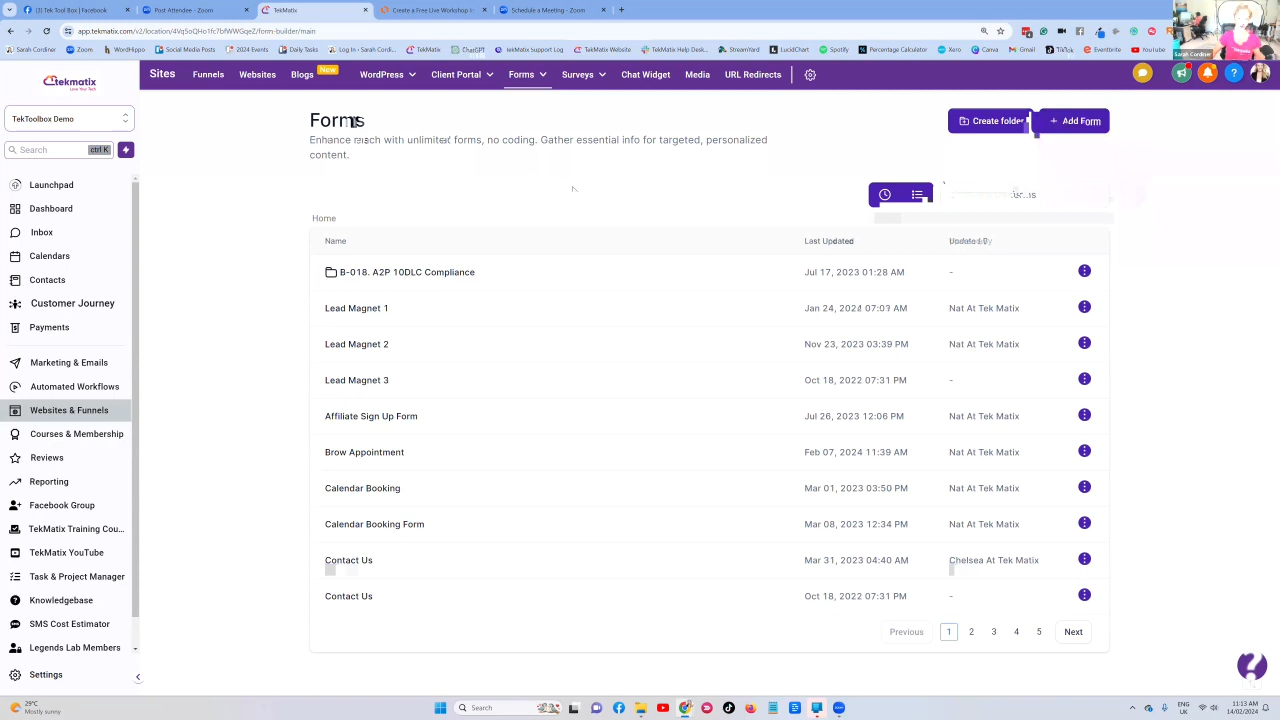 (3) Tek Tool Box | Facebook
Post Attendee - Zoom
TekMatix
Create a Free Live Workshop in
Schedule a Meeting - Zoom
app.tekmatix.com/v2/location/4Vq5oQHo1fc7bfWWGqeZ/form-builder/main
Sarah Cordiner
Zoom
WordHippo
Social Media Posts
2024 Events
Daily Tasks
Log In ‹ Sarah Cordi...
TekMatix
ChatGPT
tekMatix Support Log
TekMatix Website
TekMatix Help Desk...
StreamYard
LucidChart
Spotify
Percentage Calculator
Xero
Canva
Gmail
TikTok
Eventbrite
YouTube
Sarah Cordiner
tekmatix
Love Your Tech
Sites
Funnels
Websites
Blogs
New
WordPress
Client Portal
Forms
Surveys
Chat Widget
Media
URL Redirects
TekToolbox Demo
Search
ctrl K
Launchpad
Dashboard
Inbox
Calendars
Contacts
Customer Journey
Payments
Marketing & Emails
Automated Workflows
Websites & Funnels
Courses & Membership
Reviews
Reporting
Facebook Group
TekMatix Training Cou...
TekMatix YouTube
Task & Project Manager
Knowledgebase
SMS Cost Estimator
Legends Lab Members
Settings
Forms
Enhance reach with unlimited forms, no coding. Gather essential info for targeted, personalized
content.
Create folder
+ Add Form
Home
Name Last Updated Updated By
B-018. A2P 10DLC Compliance Jul 17, 2023 01:28 AM -
Lead Magnet 1 Jan 24, 2024 07:03 AM Nat At Tek Matix
Lead Magnet 2 Nov 23, 2023 03:39 PM Nat At Tek Matix
Lead Magnet 3 Oct 18, 2022 07:31 PM -
Affiliate Sign Up Form Jul 26, 2023 12:06 PM Nat At Tek Matix
Brow Appointment Feb 07, 2024 11:39 AM Nat At Tek Matix
Calendar Booking Mar 01, 2023 03:50 PM Nat At Tek Matix
Calendar Booking Form Mar 08, 2023 12:34 PM Nat At Tek Matix
Contact Us Mar 31, 2023 04:40 AM Chelsea At Tek Matix
Contact Us Oct 18, 2022 07:31 PM -
Previous 1 2 3 4 5 Next
29°C
Mostly sunny
Search
ENG
UK
11:13 AM
14/02/2024